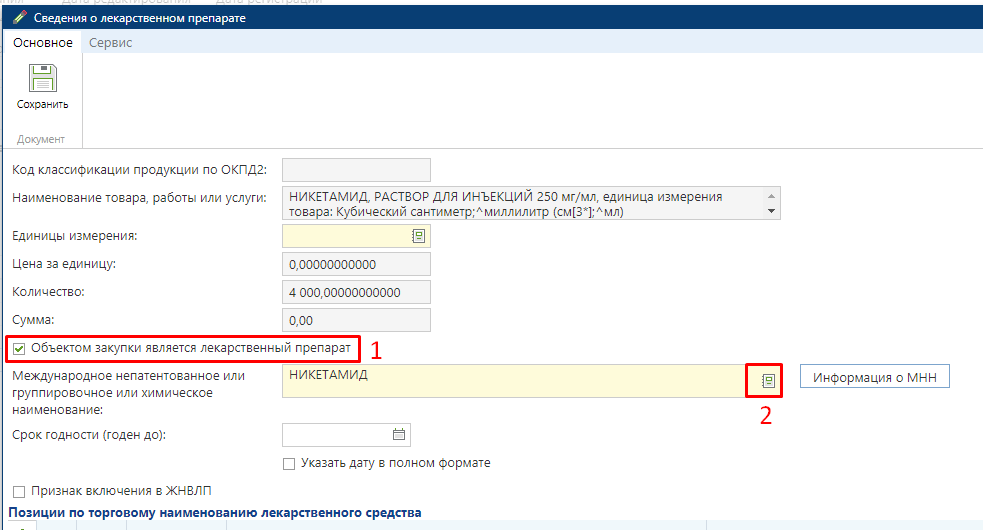 Дата редактирования Дата регистрации
Сведения о лекарственном препарате
Основное Сервис
Сохранить
Документ
Код классификации продукции по ОКПД2:
Наименование товара, работы или услуги: НИКЕТАМИД, РАСТВОР ДЛЯ ИНЪЕКЦИЙ 250 мг/мл, единица измерения
товара: Кубический сантиметр;^миллилитр (см[3*];^мл)
Единицы измерения:
Цена за единицу: 0,00000000000
Количество: 4 000,00000000000
Сумма: 0,00
Объектом закупки является лекарственный препарат 1
Международное непатентованное или
группировочное или химическое
наименование:
НИКЕТАМИД
Информация о МНН
2
Срок годности (годен до):
Указать дату в полном формате
Признак включения в ЖНВЛП
Позиции по торговому наименованию лекарственного средства